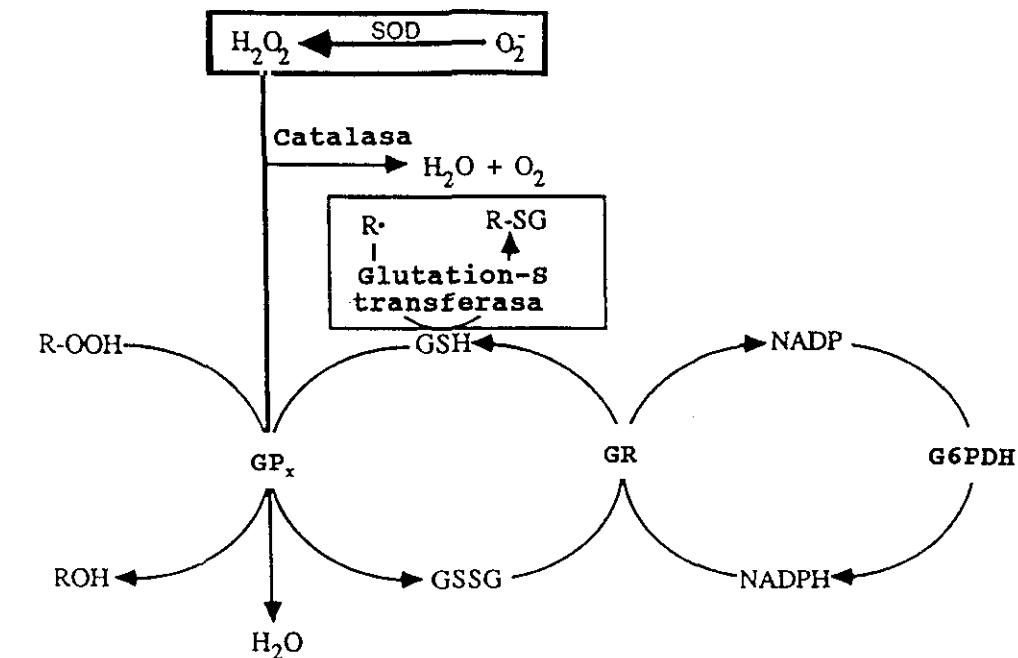 H₂O₂ SOD O₂⁻
Catalasa
H₂O + O₂
R· R-SG
Glutation-S
transferasa
R-OOH GSH NADP
GPₓ GR G6PDH
ROH GSSG NADPH
H₂O